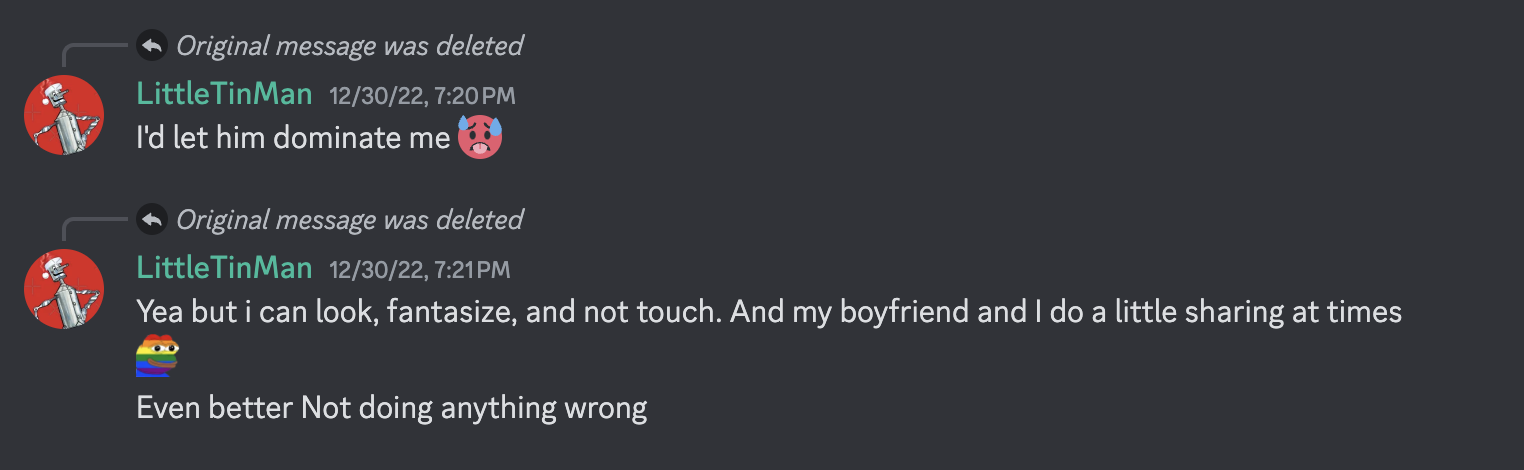 Original message was deleted
LittleTinMan 12/30/22, 7:20 PM
I'd let him dominate me
Original message was deleted
LittleTinMan 12/30/22, 7:21 PM
Yea but i can look, fantasize, and not touch. And my boyfriend and I do a little sharing at times
Even better Not doing anything wrong